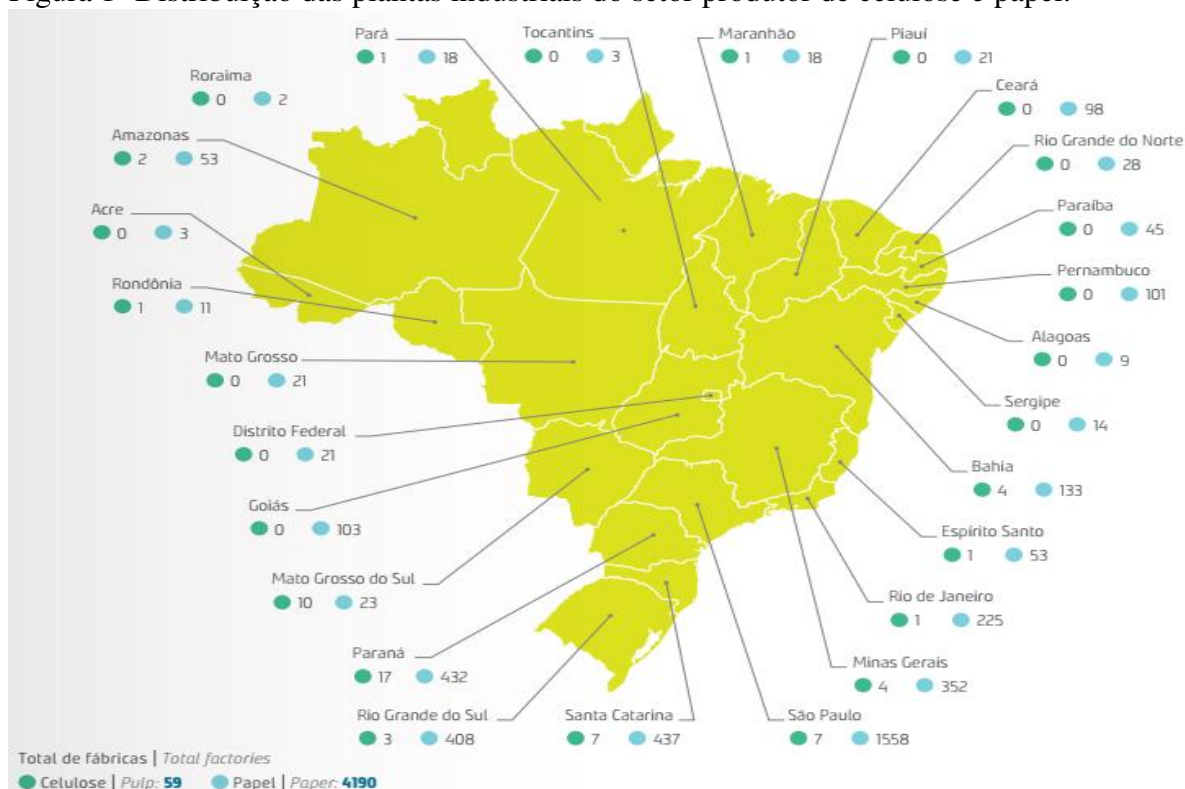 Figura 1- Distribuição das plantas industriais do setor produtor de celulose e papel.
Pará
1 18
Tocantins
0 3
Maranhão
1 18
Piauí
0 21
Roraima
0 2
Ceará
0 98
Amazonas
2 53
Rio Grande do Norte
0 28
Acre
0 3
Paraíba
0 45
Rondônia
1 11
Pernambuco
0 101
Alagoas
0 9
Mato Grosso
0 21
Sergipe
0 14
Distrito Federal
0 21
Bahia
4 133
Goiás
0 103
Espírito Santo
1 53
Mato Grosso do Sul
10 23
Rio de Janeiro
1 225
Paraná
17 432
Minas Gerais
4 352
Rio Grande do Sul
3 408
Santa Catarina
7 437
São Paulo
7 1558
Total de fábricas | Total factories
Celulose | Pulp: 59 Papel | Paper: 4190